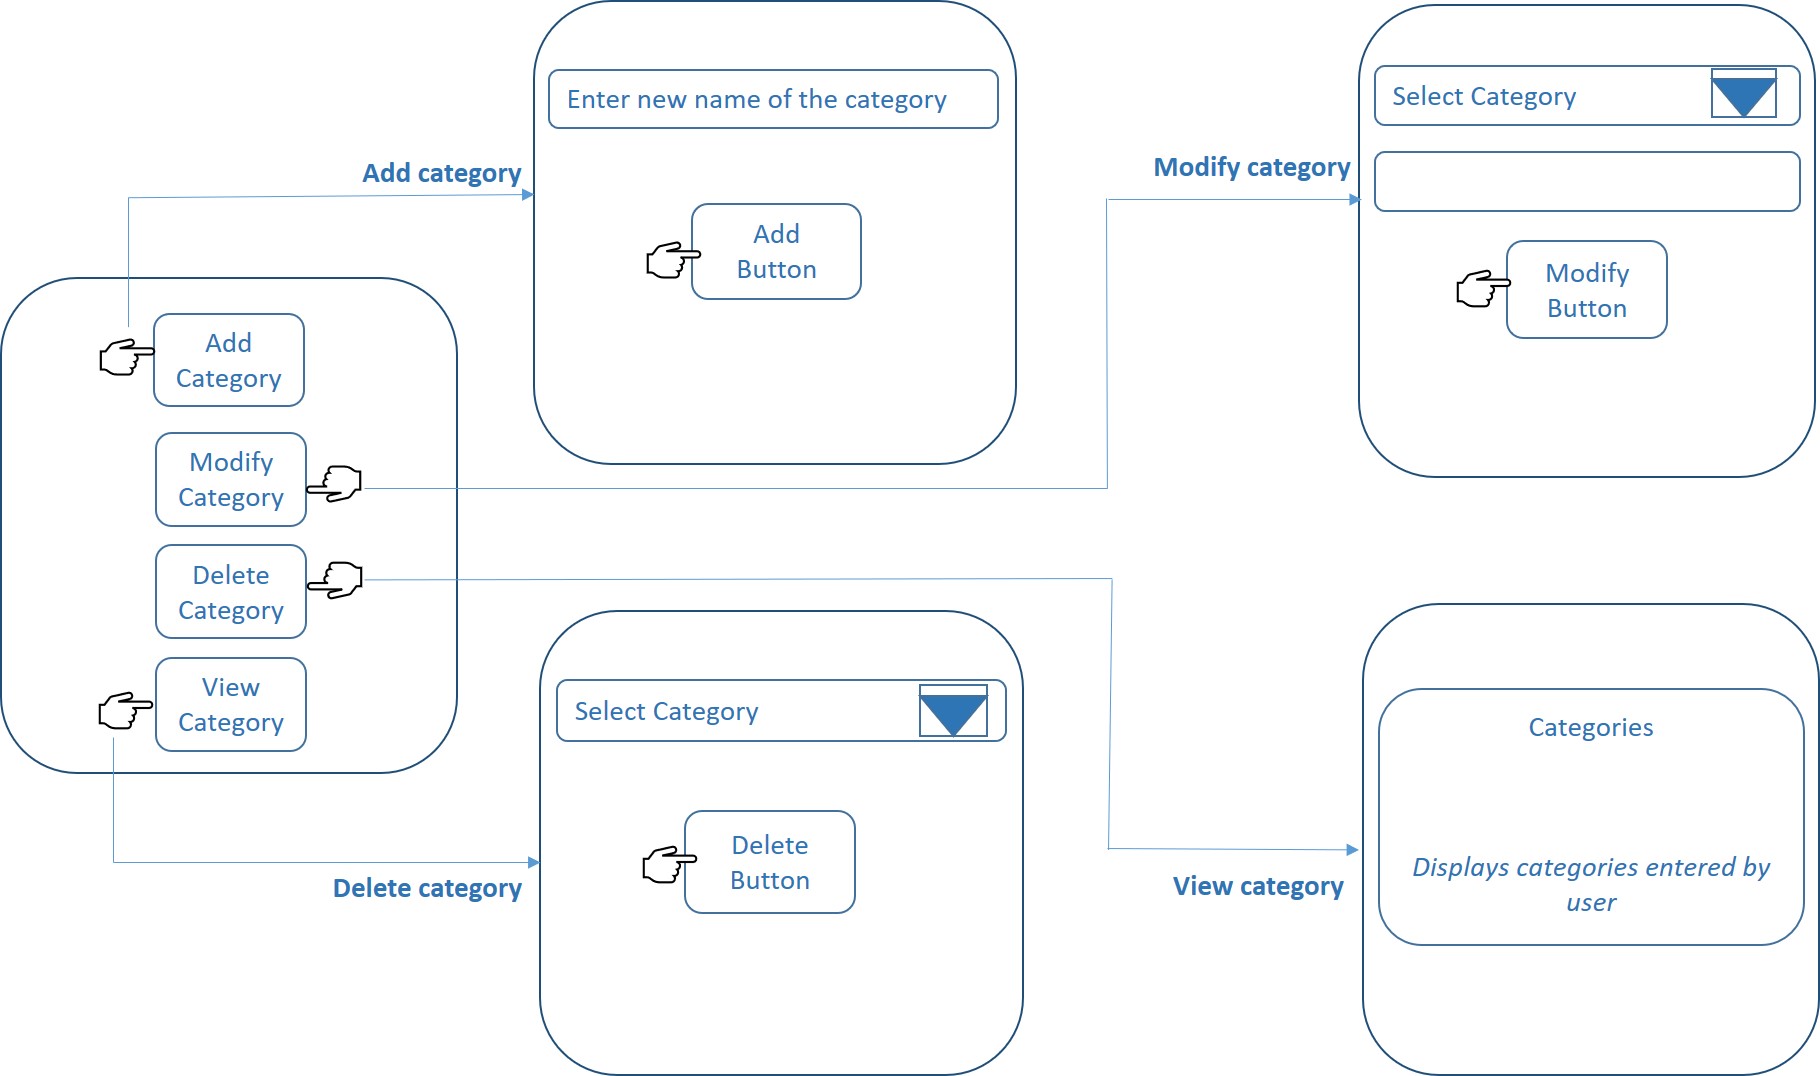 Enter new name of the category
Add category
Add
Button
Select Category
Modify category
Modify
Button
Add
Category
Modify
Category
Delete
Category
View
Category
Select Category
Delete
Button
Delete category
Categories
Displays categories entered by
user
View category